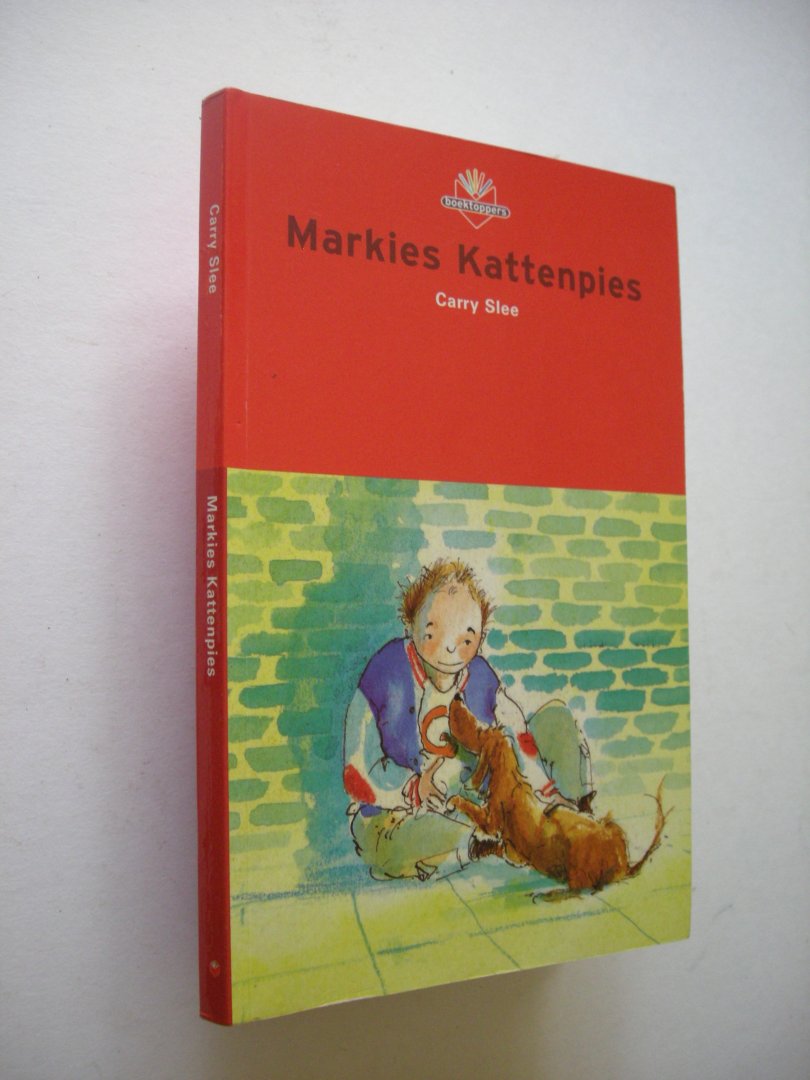 boektoppers
Markies Kattenpies
Carry Slee
Carry Slee
Markies Kattenpies